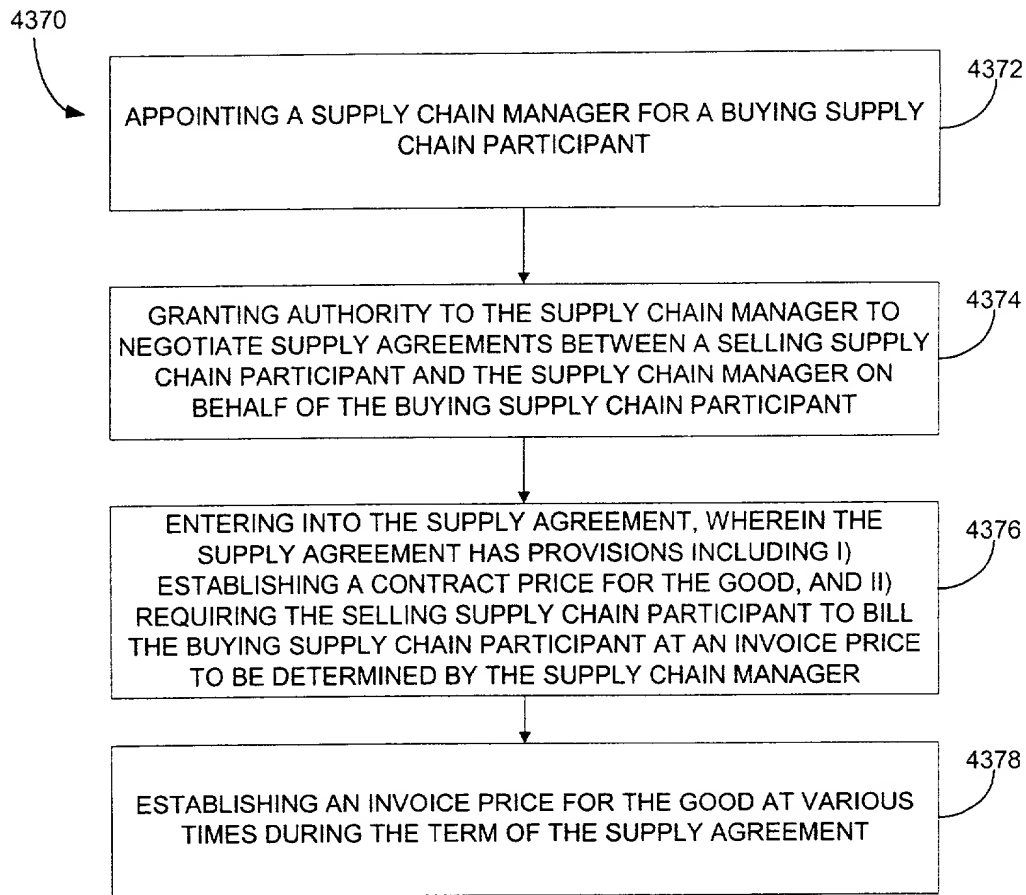 4370
4372
APPOINTING A SUPPLY CHAIN MANAGER FOR A BUYING SUPPLY
CHAIN PARTICIPANT
4374
GRANTING AUTHORITY TO THE SUPPLY CHAIN MANAGER TO
NEGOTIATE SUPPLY AGREEMENTS BETWEEN A SELLING SUPPLY
CHAIN PARTICIPANT AND THE SUPPLY CHAIN MANAGER ON
BEHALF OF THE BUYING SUPPLY CHAIN PARTICIPANT
4376
ENTERING INTO THE SUPPLY AGREEMENT, WHEREIN THE
SUPPLY AGREEMENT HAS PROVISIONS INCLUDING I)
ESTABLISHING A CONTRACT PRICE FOR THE GOOD, AND II)
REQUIRING THE SELLING SUPPLY CHAIN PARTICIPANT TO BILL
THE BUYING SUPPLY CHAIN PARTICIPANT AT AN INVOICE PRICE
TO BE DETERMINED BY THE SUPPLY CHAIN MANAGER
4378
ESTABLISHING AN INVOICE PRICE FOR THE GOOD AT VARIOUS
TIMES DURING THE TERM OF THE SUPPLY AGREEMENT